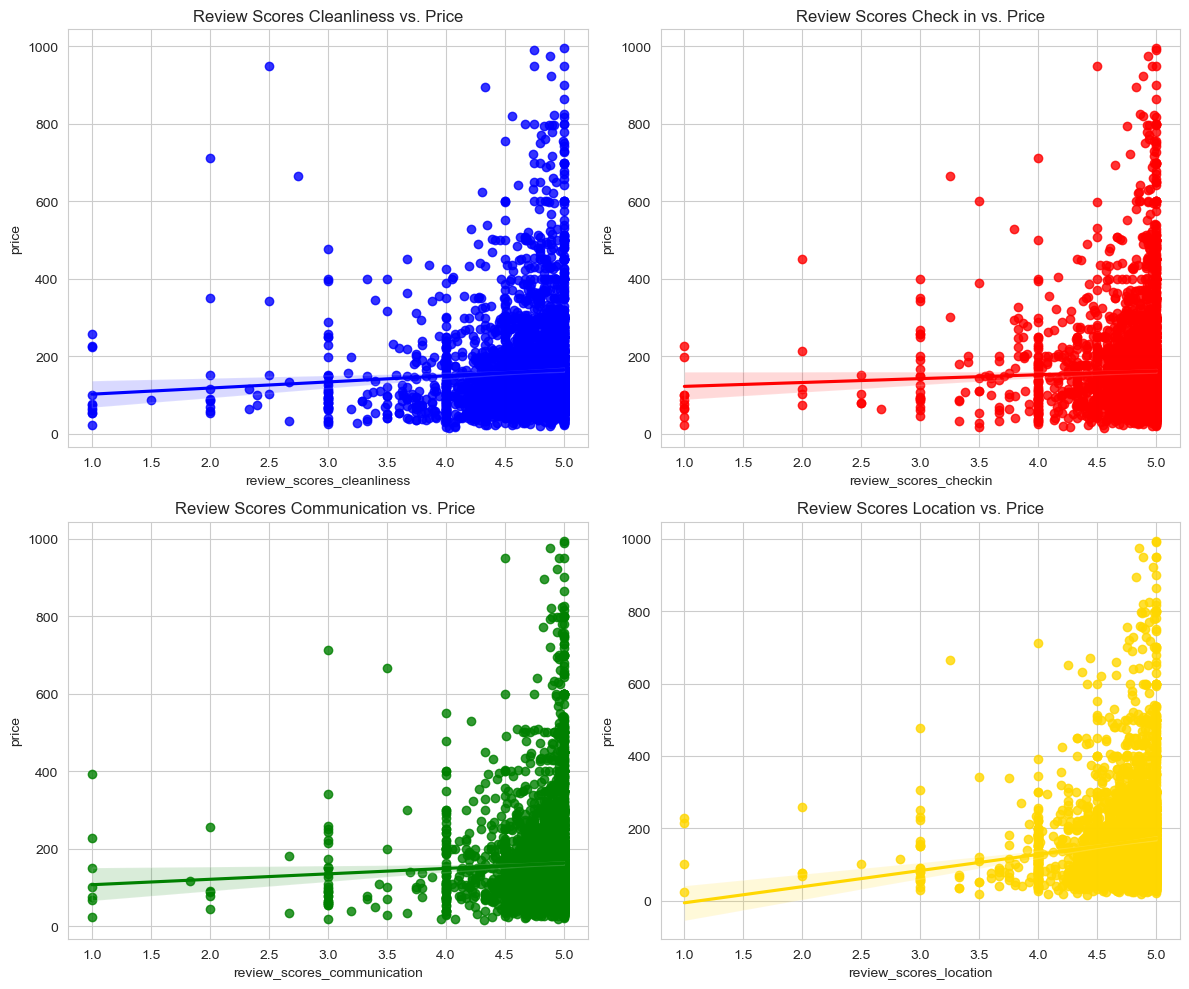 Review Scores Cleanliness vs. Price
1000
800
600
400
200
0
price
1.0 1.5 2.0 2.5 3.0 3.5 4.0 4.5 5.0
review_scores_cleanliness
Review Scores Check in vs. Price
1000
800
600
400
200
0
price
1.0 1.5 2.0 2.5 3.0 3.5 4.0 4.5 5.0
review_scores_checkin
Review Scores Communication vs. Price
1000
800
600
400
200
0
price
1.0 1.5 2.0 2.5 3.0 3.5 4.0 4.5 5.0
review_scores_communication
Review Scores Location vs. Price
1000
800
600
400
200
0
price
1.0 1.5 2.0 2.5 3.0 3.5 4.0 4.5 5.0
review_scores_location